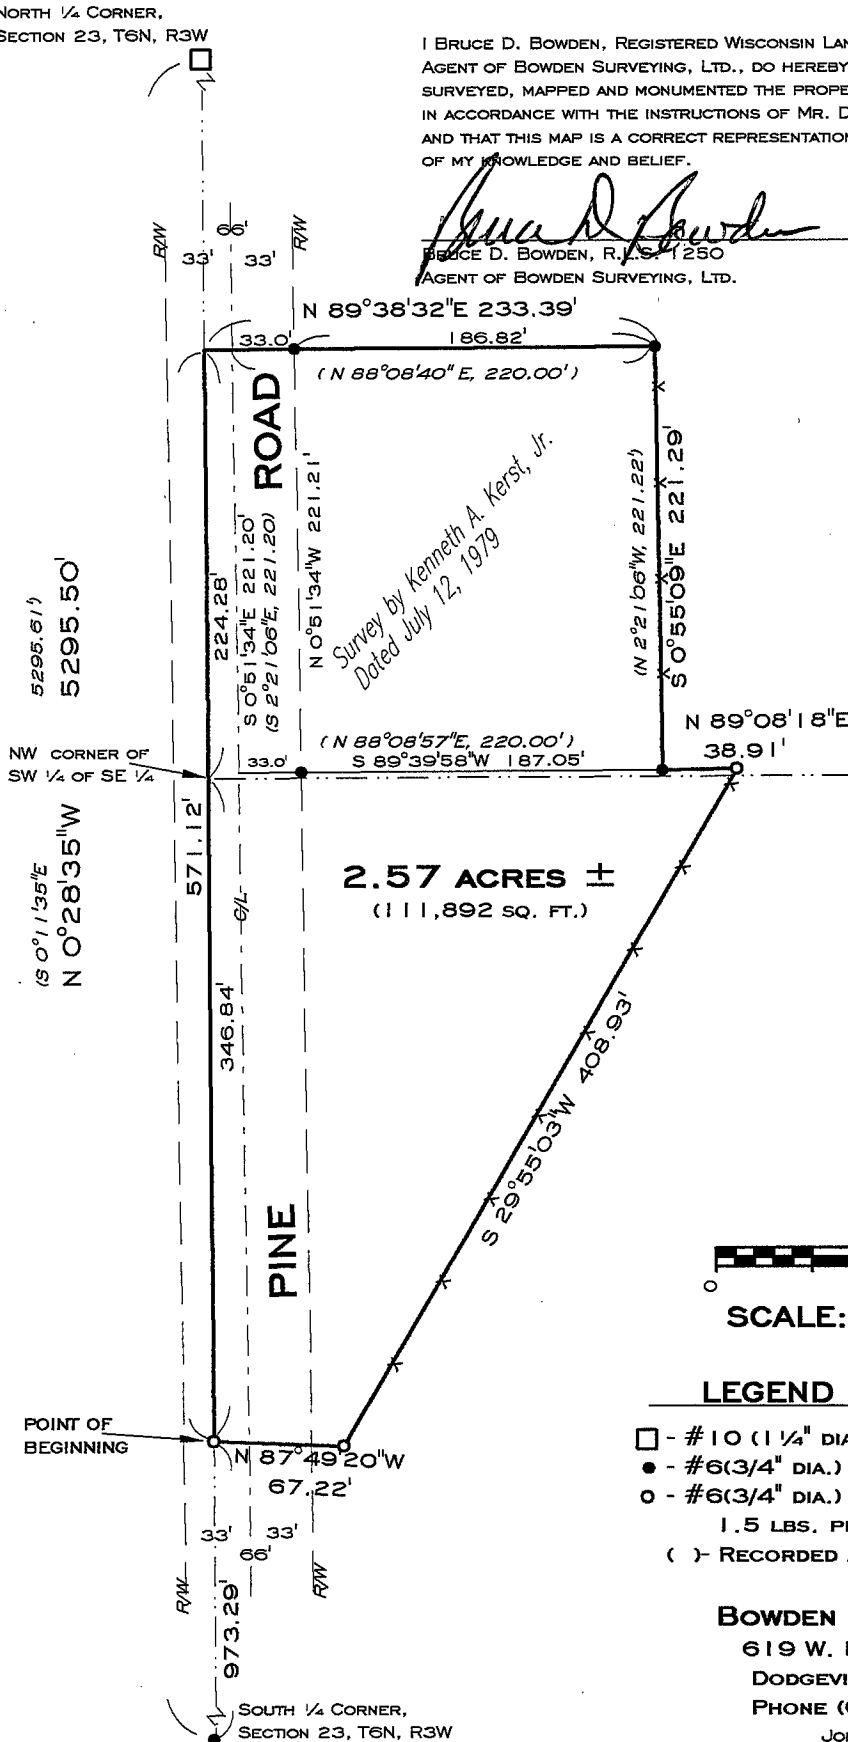 NORTH 1/4 CORNER,
SECTION 23, T6N, R3W
I BRUCE D. BOWDEN, REGISTERED WISCONSIN
AGENT OF BOWDEN SURVEYING, LTD., DO HEREBY
SURVEYED, MAPPED AND MONUMENTED THE
IN ACCORDANCE WITH THE INSTRUCTIONS OF MR.
AND THAT THIS MAP IS A CORRECT REPRESENTATION
OF MY KNOWLEDGE AND BELIEF.
Bruce D Bowden
BRUCE D. BOWDEN, R.L.S. 1250
AGENT OF BOWDEN SURVEYING, LTD.
R/W
66'
R/W
33'
33'
N 89°38'32"E 233.39'
33.0'
186.82'
(N 88°08'40"E, 220.00')
ROAD
224.28'
S 0°51'34"E 221.20'
(S 2°21'06"E, 221.20)
N 0°51'34"W 221.21'
Survey by Kenneth A. Kerst, Jr.
Dated July 12, 1979
(N 2°21'06"W, 221.22')
S 0°55'09"E 221.29'
5295.61')
5295.50'
N 89°08'18"E
38.91'
(N 88°08'57"E, 220.00')
33.0'
S 89°39'58"W 187.05'
NW CORNER OF
SW 1/4 OF SE 1/4
571.12'
(S 0°11'35"E
N 0°28'35"W
2.57 ACRES ±
(111,892 SQ. FT.)
C/L
346.84'
S 29°55'03"W 408.93'
PINE
0
SCALE:
LEGEND
□ - #10 (1 1/4"
● - #6(3/4" DIA.)
○ - #6(3/4" DIA.)
1.5 LBS.
( )- RECORDED
POINT OF
BEGINNING
N 87°49'20"W
67.22'
33'
33'
66'
R/W
R/W
973.29'
BOWDEN
619 W.
PHONE
SOUTH 1/4 CORNER,
SECTION 23, T6N, R3W